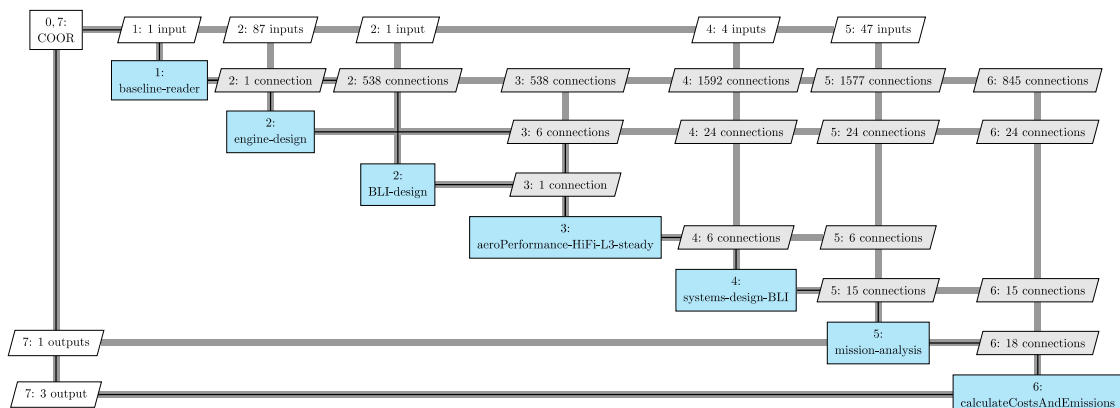 0, 7:
COOR
1: 1 input
2: 87 inputs
2: 1 input
4: 4 inputs
5: 47 inputs
1:
baseline-reader
2: 1 connection
2: 538 connections
3: 538 connections
4: 1592 connections
5: 1577 connections
6: 845 connections
2:
engine-design
3: 6 connections
4: 24 connections
5: 24 connections
6: 24 connections
2:
BLI-design
3: 1 connection
3:
aeroPerformance-HiFi-L3-steady
4: 6 connections
5: 6 connections
4:
systems-design-BLI
5: 15 connections
6: 15 connections
7: 1 outputs
5:
mission-analysis
6: 18 connections
7: 3 output
6:
calculateCostsAndEmissions